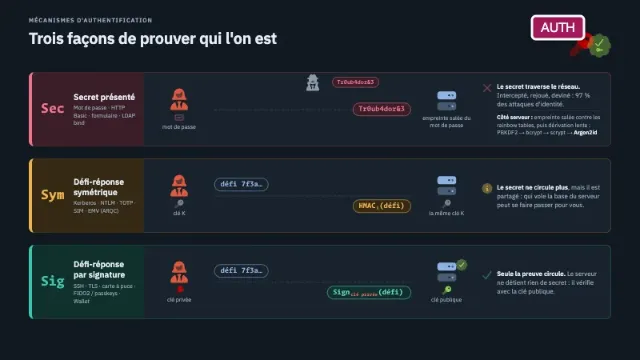 MÉCANISMES D'AUTHENTIFICATION
Trois façons de prouver qui l'on est
AUTH
Sec
Secret présenté
Mot de passe · HTTP
Basic · formulaire · LDAP
bind
mot de passe
Tr0ub4dor&3
Tr0ub4dor&3
empreinte salée du
mot de passe
Le secret traverse le réseau.
Intercepté, rejoué, deviné : 97 %
des attaques d'identité.
Côté serveur : empreinte salée contre les
rainbow tables, puis dérivation lente :
PBKDF2 → bcrypt → scrypt → Argon2id
Sym
Défi-réponse
symétrique
Kerberos · NTLM · TOTP ·
SIM · EMV (ARQC)
clé K
défi 7f3a…
HMAC (défi)
la même clé K
Le secret ne circule plus, mais il est
partagé : qui vole la base du serveur
peut se faire passer pour vous.
Sig
Défi-réponse
par signature
SSH · TLS · carte à puce ·
FIDO2 / passkeys ·
Wallet
clé privée
défi 7f3a…
Sign clé privée (défi)
clé publique
Seule la preuve circule. Le serveur
ne détient rien de secret : il vérifie
avec la clé publique.